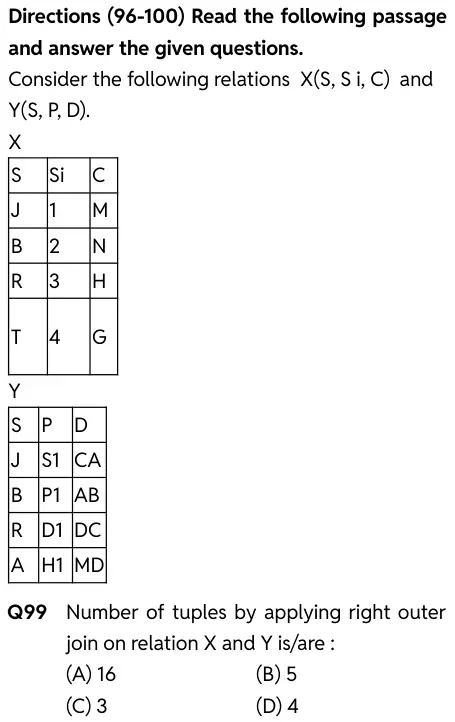 Directions (96-100) Read the following passage
and answer the given questions.
Consider the following relations X(S, S i, C) and
Y(S, P, D).
X
S Si C
J 1 M
B 2 N
R 3 H
T 4 G
Y
S P D
J S1 CA
B P1 AB
R D1 DC
A H1 MD
Q99 Number of tuples by applying right outer
join on relation X and Y is/are :
(A) 16 (B) 5
(C) 3 (D) 4